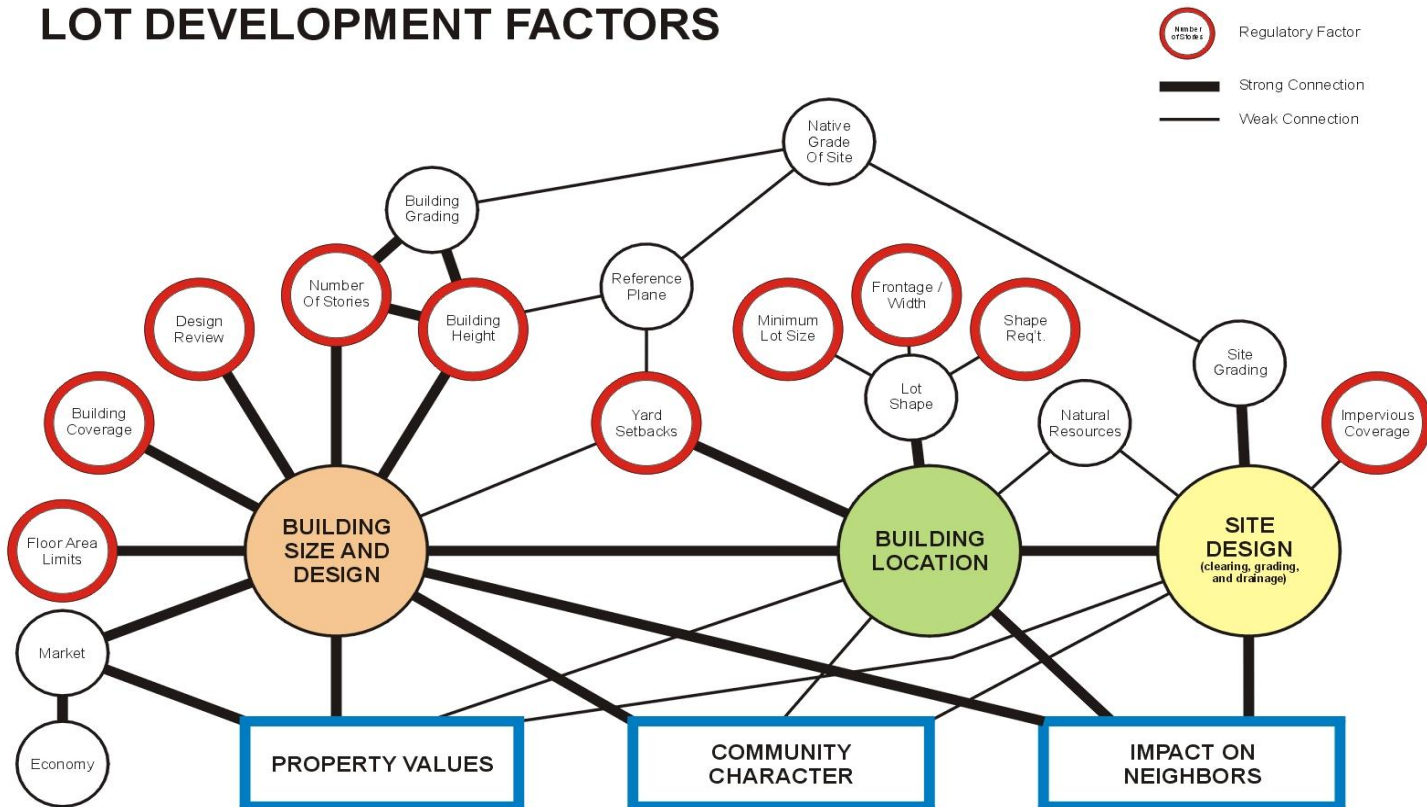 LOT DEVELOPMENT FACTORS
Number
of Stories
Regulatory Factor
Strong Connection
Weak Connection
Native
Grade
Of Site
Building
Grading
Number
Of Stories
Reference
Plane
Building
Height
Design
Review
Minimum
Lot Size
Frontage /
Width
Shape
Req't.
Lot
Shape
Site
Grading
Building
Coverage
Yard
Setbacks
Natural
Resources
Impervious
Coverage
Floor Area
Limits
BUILDING
SIZE AND
DESIGN
BUILDING
LOCATION
SITE
DESIGN
(clearing, grading,
and drainage)
Market
Economy
PROPERTY VALUES
COMMUNITY
CHARACTER
IMPACT ON
NEIGHBORS